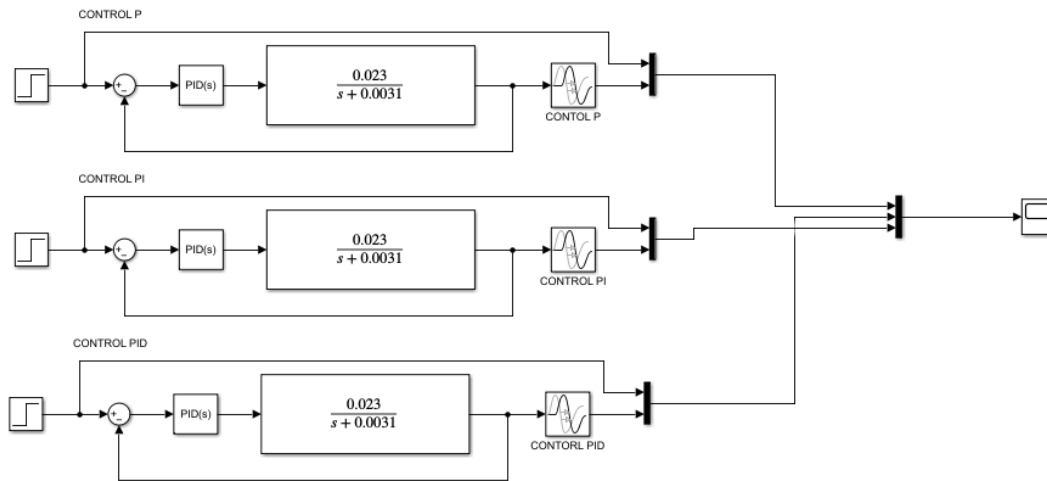 CONTROL P
+
−
PID(s)
0.023
s + 0.0031
CONTOL P
CONTROL PI
+
−
PID(s)
0.023
s + 0.0031
CONTROL PI
CONTROL PID
+
−
PID(s)
0.023
s + 0.0031
CONTORL PID